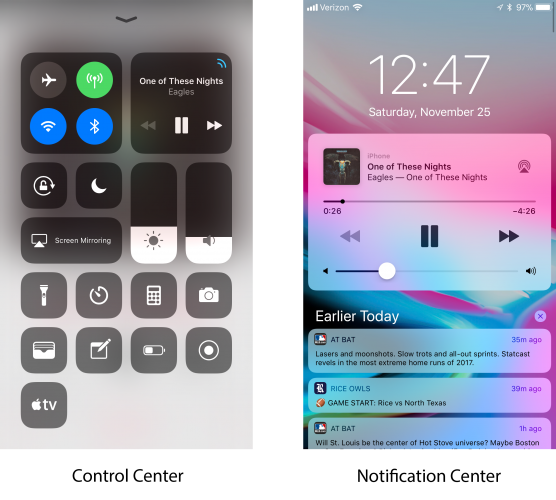 One of These Nights
Eagles
Screen Mirroring
tv
Control Center
Verizon
97%
12:47
Saturday, November 25
iPhone
One of These Nights
Eagles — One of These Nights
0:26
-4:26
Earlier Today
AT BAT
35m ago
Lasers and moonshots. Slow trots and all-out sprints. Statcast
revels in the most extreme home runs of 2017.
RICE OWLS
39m ago
🏈 GAME START: Rice vs North Texas
AT BAT
1h ago
Will St. Louis be the center of Hot Stove universe? Maybe Boston
Notification Center